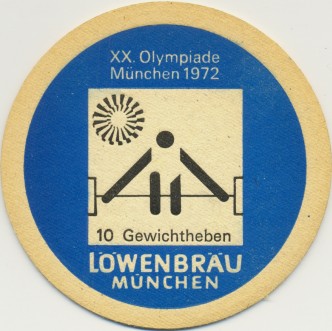 XX. Olympiade
München 1972
10 Gewichtheben
LÖWENBRÄU
MÜNCHEN